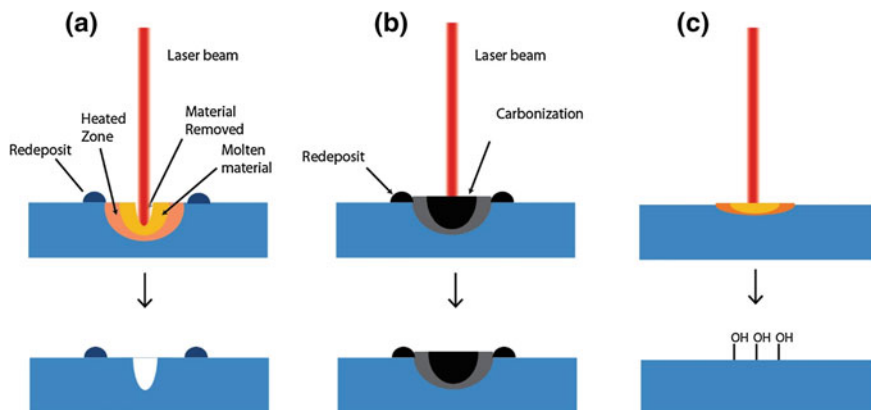 (a)
Laser beam
Material
Removed
Heated
Zone
Molten
material
Redeposit
(b)
Laser beam
Carbonization
Redeposit
(c)
OH OH OH